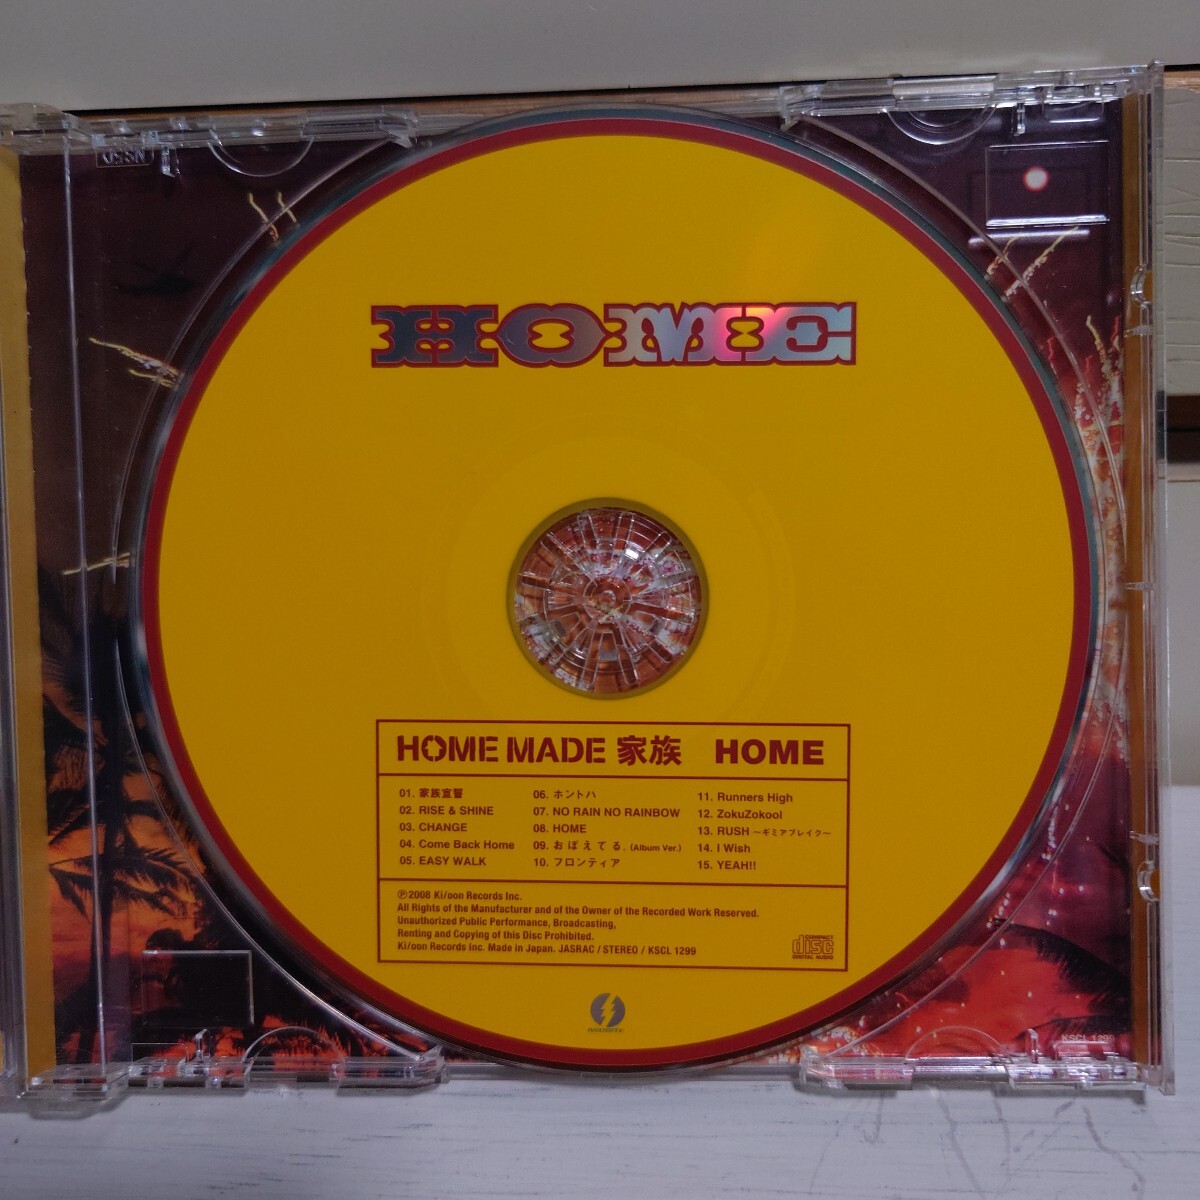 HOME
HOME MADE 家族 HOME
01. 家族宣誓
02. RISE & SHINE
03. CHANGE
04. Come Back Home
05. EASY WALK
06. ホントハ
07. NO RAIN NO RAINBOW
08. HOME
09. おぼえてる。(Album Ver.)
10. フロンティア
11. Runners High
12. ZokuZokool
13. RUSH ～ギミアブレイク～
14. I Wish
15. YEAH!!
℗2008 Ki/oon Records Inc.
All Rights of the Manufacturer and of the Owner of the Recorded Work Reserved.
Unauthorized Public Performance, Broadcasting,
Renting and Copying of this Disc Prohibited.
Ki/oon Records inc. Made in Japan. JASRAC / STEREO / KSCL 1299
COMPACT
disc
DIGITAL AUDIO
KSCL 1299